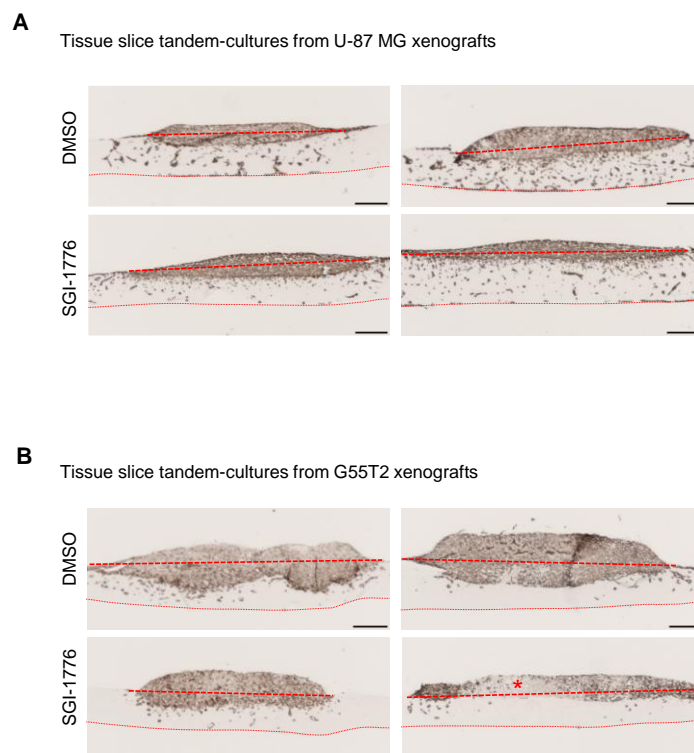 A
Tissue slice tandem-cultures from U-87 MG xenografts
DMSO
SGI-1776
B
Tissue slice tandem-cultures from G55T2 xenografts
DMSO
SGI-1776
*